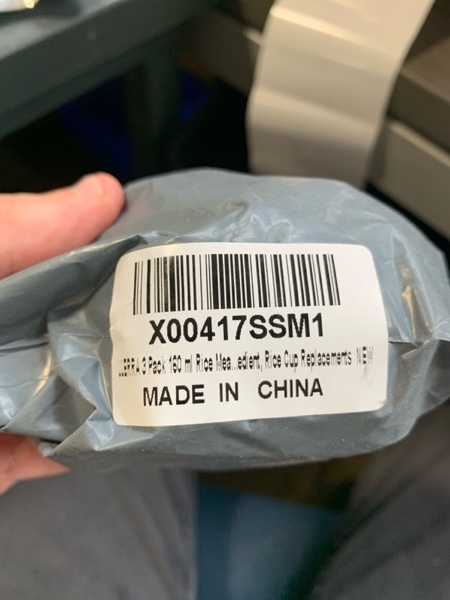 X00417SSM1
3 Pack 160 ml Rice Mea...edient, Rice Cup Replacements NEW
MADE IN CHINA